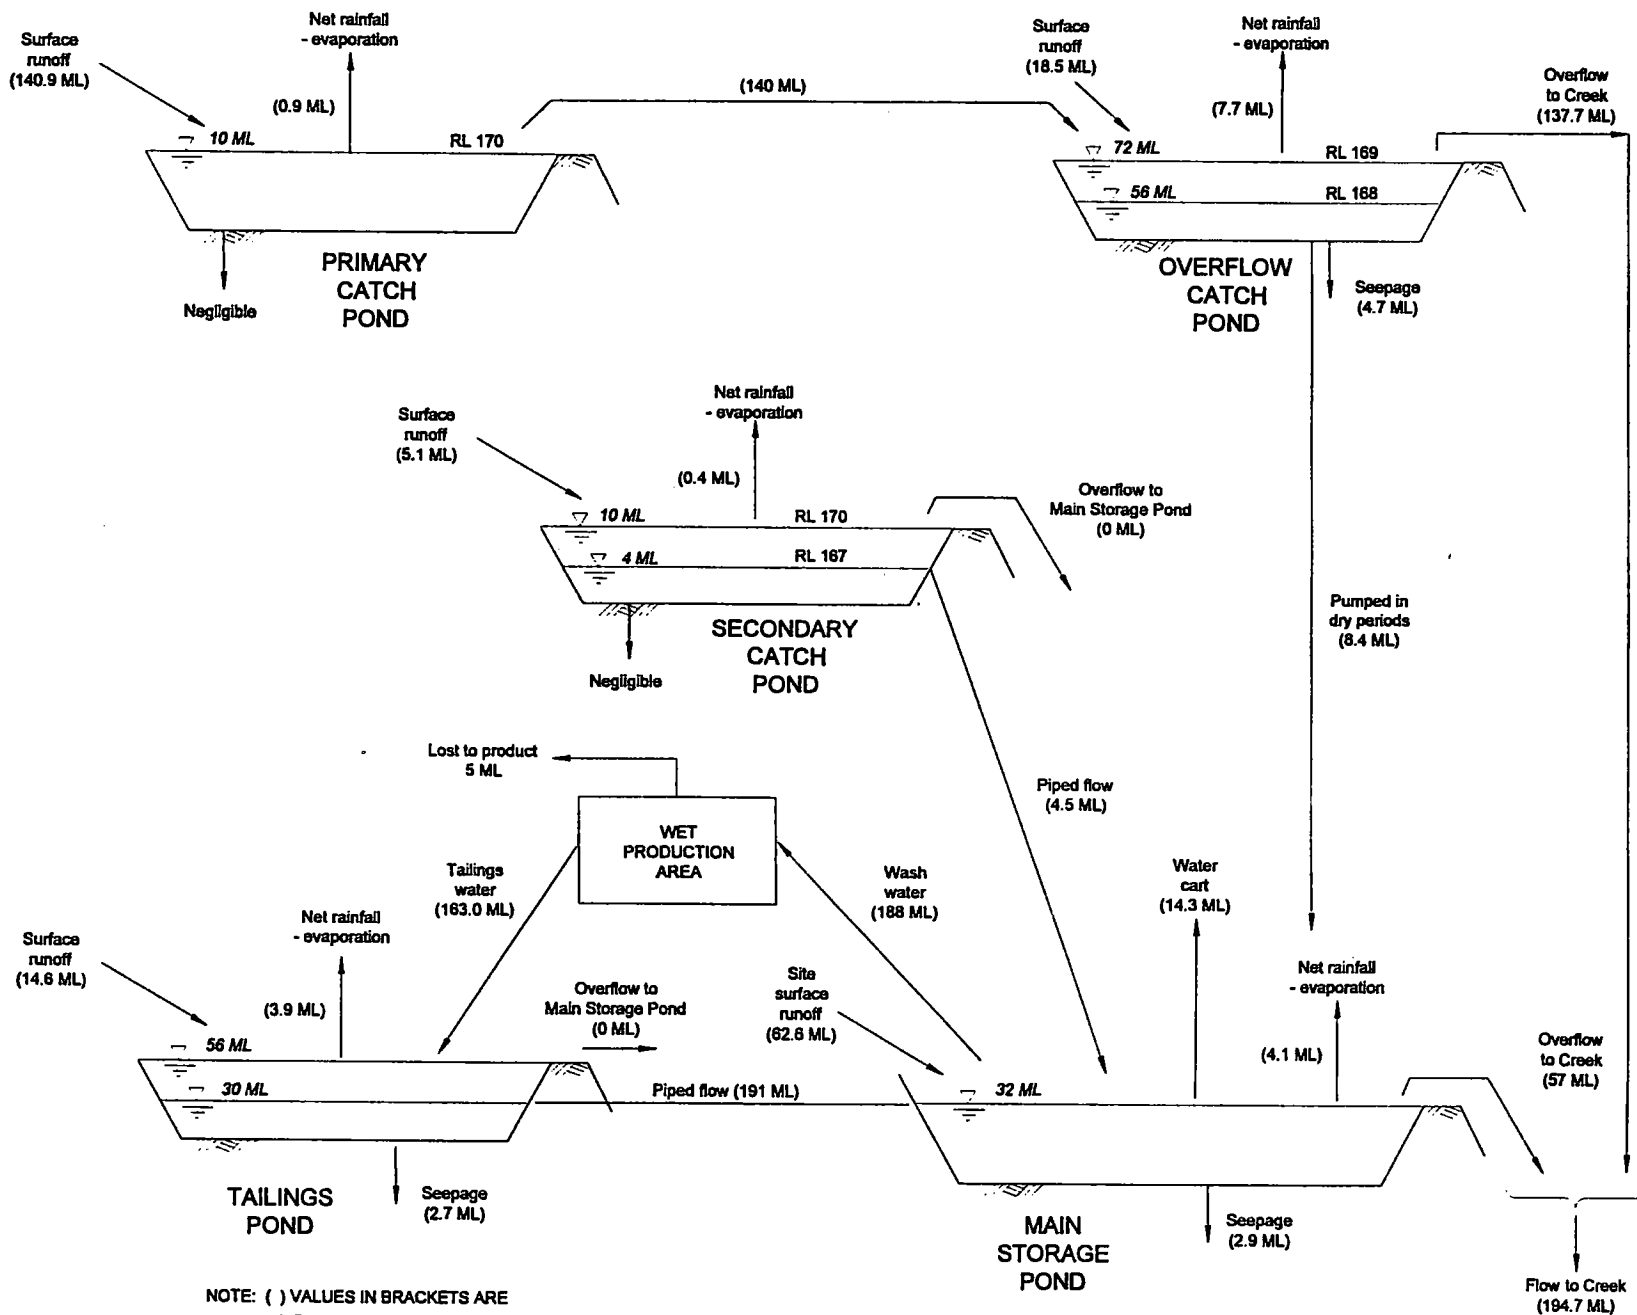 Surface
runoff
(140.9 ML)
Net rainfall
- evaporation
(0.9 ML)
10 ML
RL 170
Negligible
PRIMARY
CATCH
POND
(140 ML)
Surface
runoff
(18.5 ML)
Net rainfall
- evaporation
(7.7 ML)
Overflow
to Creek
(137.7 ML)
72 ML
RL 169
56 ML
RL 168
OVERFLOW
CATCH
POND
Seepage
(4.7 ML)
Surface
runoff
(5.1 ML)
Net rainfall
- evaporation
(0.4 ML)
10 ML
RL 170
4 ML
RL 167
Overflow to
Main Storage Pond
(0 ML)
Negligible
SECONDARY
CATCH
POND
Pumped in
dry periods
(8.4 ML)
Lost to product
5 ML
WET
PRODUCTION
AREA
Piped flow
(4.5 ML)
Tailings
water
(163.0 ML)
Wash
water
(188 ML)
Water
cart
(14.3 ML)
Surface
runoff
(14.6 ML)
Net rainfall
- evaporation
(3.9 ML)
Overflow to
Main Storage Pond
(0 ML)
Site
surface
runoff
(62.6 ML)
Net rainfall
- evaporation
(4.1 ML)
Overflow
to Creek
(57 ML)
56 ML
30 ML
Piped flow (191 ML)
32 ML
TAILINGS
POND
Seepage
(2.7 ML)
MAIN
STORAGE
POND
Seepage
(2.9 ML)
Flow to Creek
(194.7 ML)
NOTE: ( ) VALUES IN BRACKETS ARE